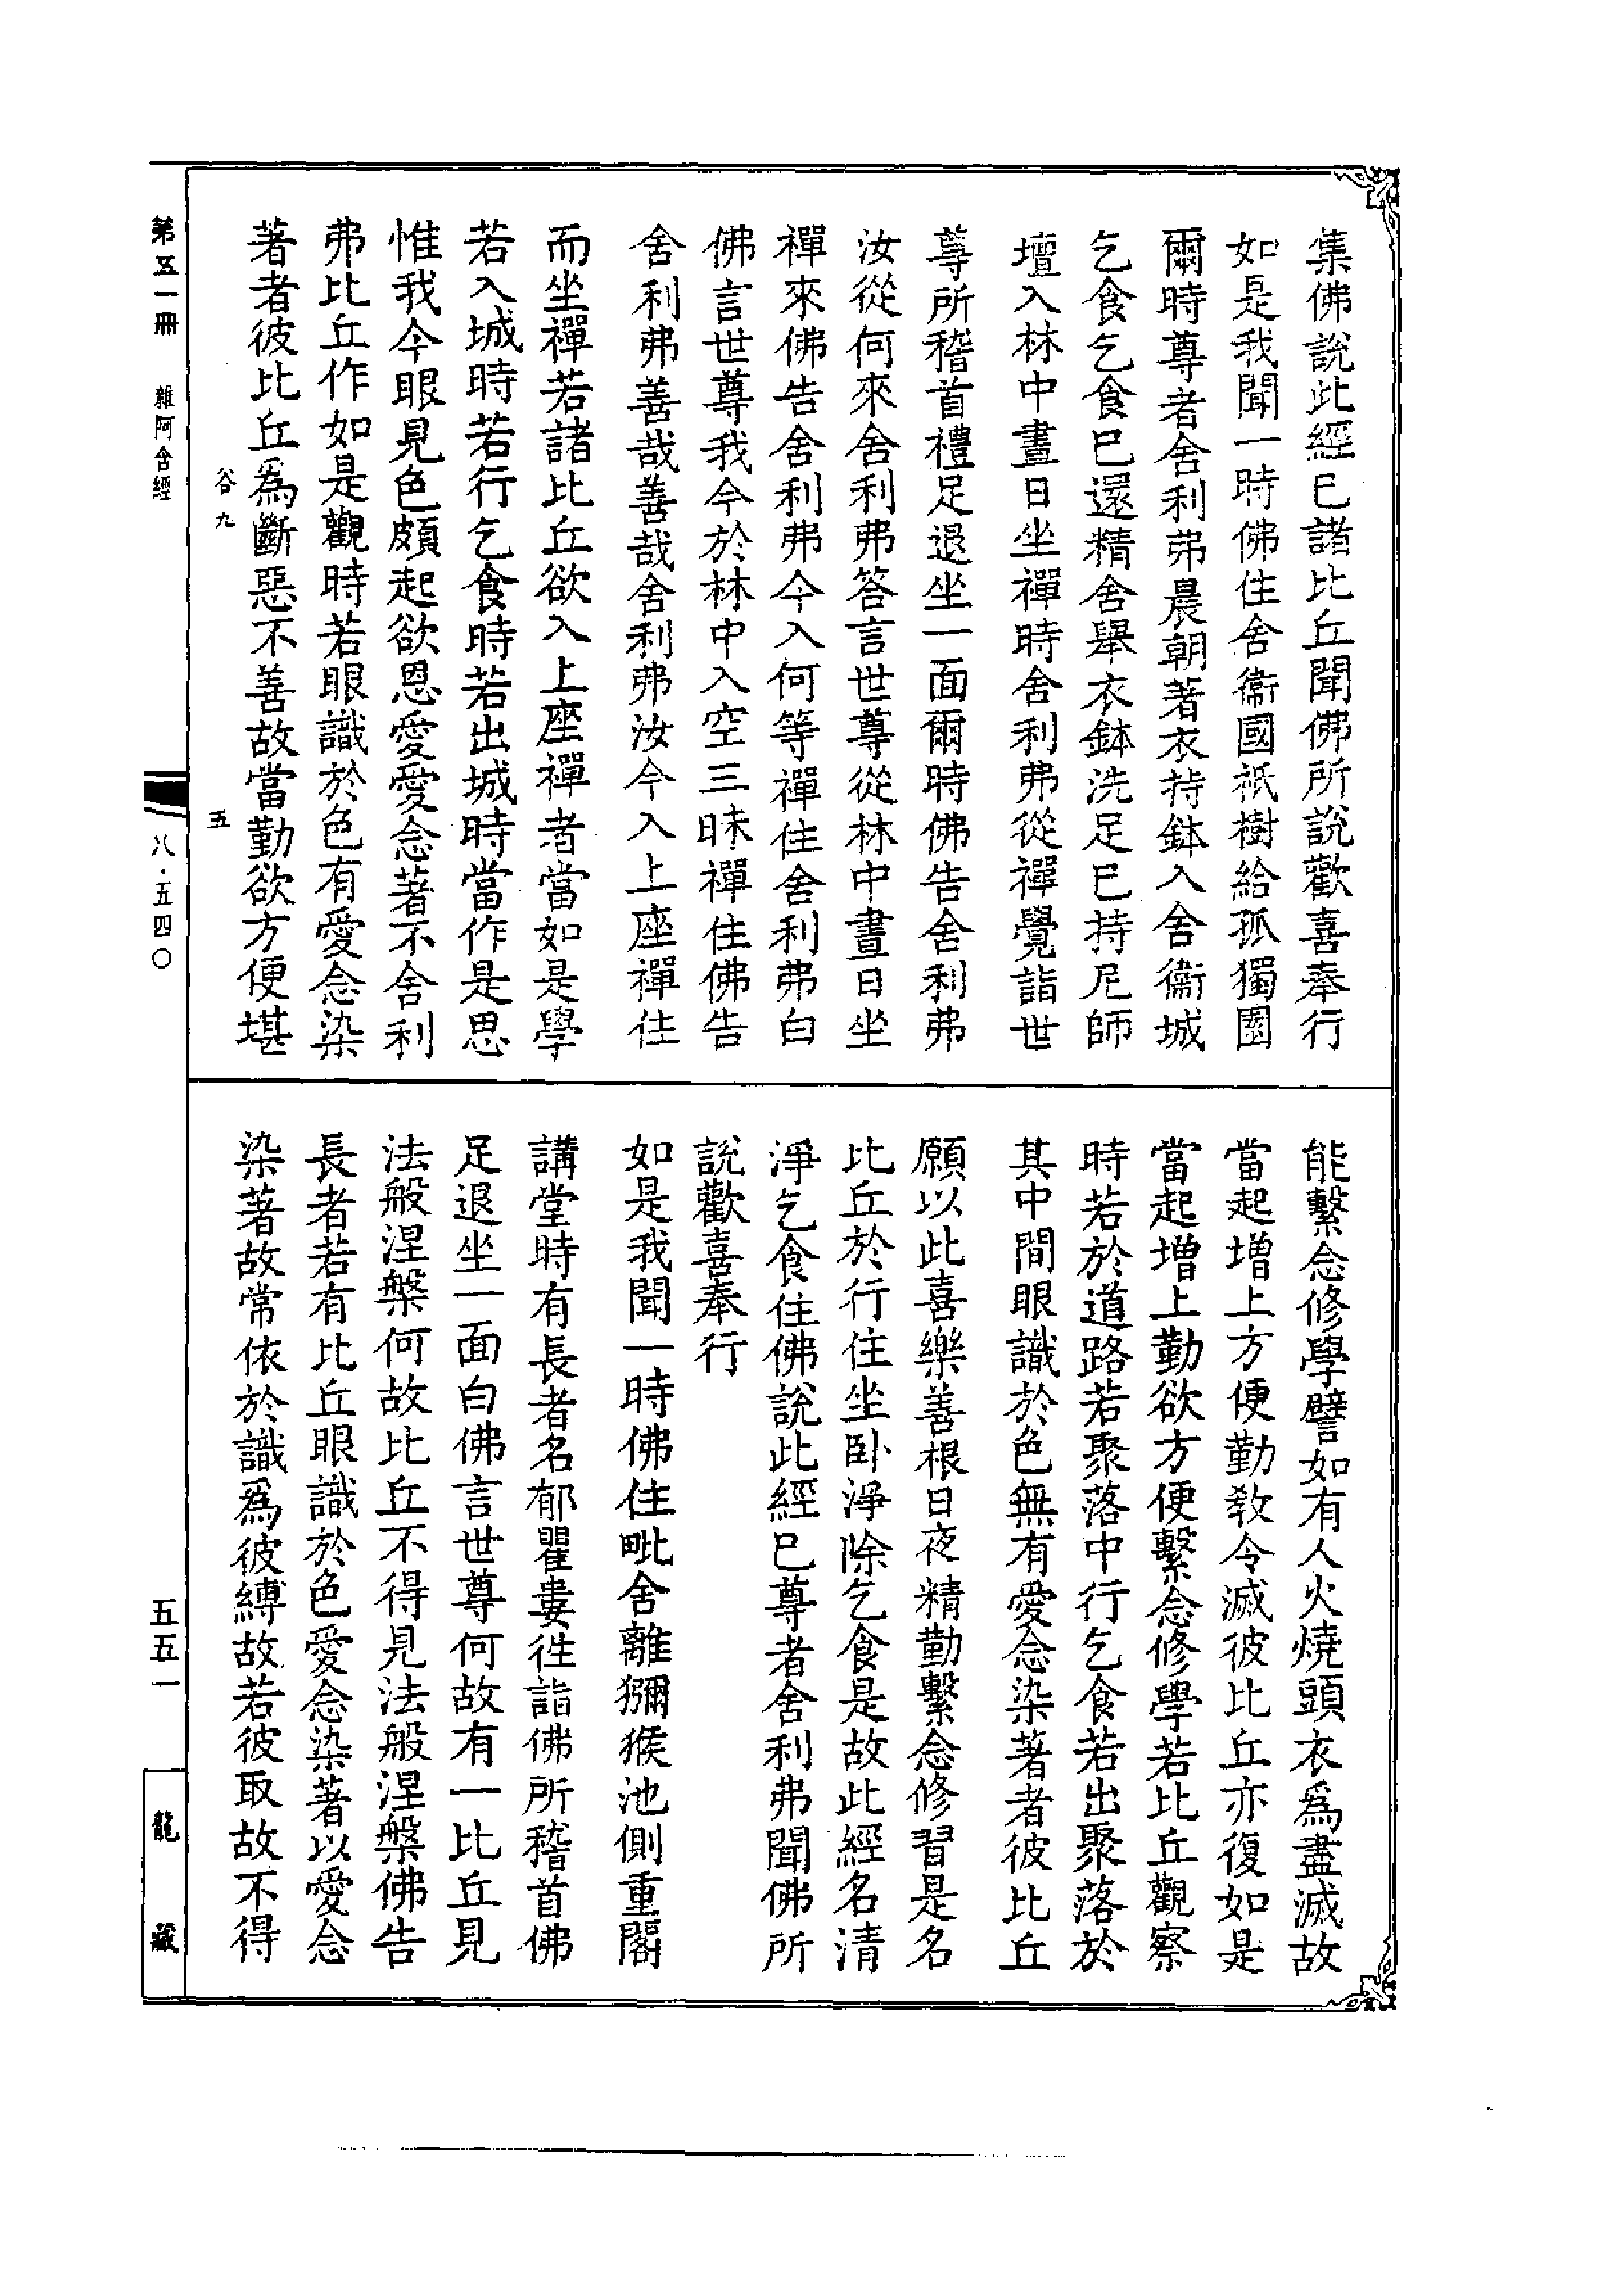 集佛說此經已諸比丘聞佛所說歡喜奉行
如是我聞一時佛住舍衞國祇樹給孤獨園
爾時尊者舍利弗晨朝著衣持鉢入舍衞城
乞食乞食已還精舍舉衣鉢洗足已持尼師
壇入林中晝日坐禪時舍利弗從禪覺詣世
尊所稽首禮足退坐一面爾時佛告舍利弗
汝從何來舍利弗答言世尊從林中晝日坐
禪來佛告舍利弗今入何等禪住舍利弗白
佛言世尊我今於林中入空三昧禪住佛告
舍利弗善哉善哉舍利弗汝今入上座禪住
而坐禪若諸比丘欲入上座禪者當如是學
若入城時若行乞食時若出城時當作是思
惟我今眼見色頗起欲恩愛愛念著不舍利
弗比丘作如是觀時若眼識於色有愛念染
著者彼比丘爲斷惡不善故當勤欲方便堪
能繫念修學譬如有人火燒頭衣爲盡滅故
當起增上方便勤教令滅彼比丘亦復如是
當起增上勤欲方便繫念修學若比丘觀察
時若於道路若聚落中行乞食若出聚落於
其中間眼識於色無有愛念染著者彼比丘
願以此喜樂善根日夜精勤繫念修習是名
比丘於行住坐臥淨除乞食是故此經名清
淨乞食住佛說此經已尊者舍利弗聞佛所
說歡喜奉行
如是我聞一時佛住毗舍離獼猴池側重閣
講堂時有長者名郁瞿婁往詣佛所稽首佛
足退坐一面白佛言世尊何故有一比丘見
法般涅槃何故比丘不得見法般涅槃佛告
長者若有比丘眼識於色愛念染著以愛念
染著故常依於識爲彼縛故若彼取故不得
谷九
五
第五一冊
雜阿含經
八·五四〇
五五一
龍藏